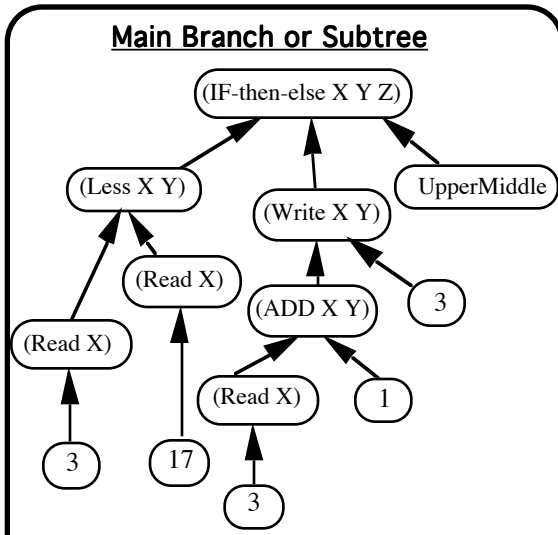 Main Branch or Subtree
(IF-then-else X Y Z)
(Less X Y)
UpperMiddle
(Write X Y)
(Read X)
3
(ADD X Y)
(Read X)
(Read X)
1
3
17
3